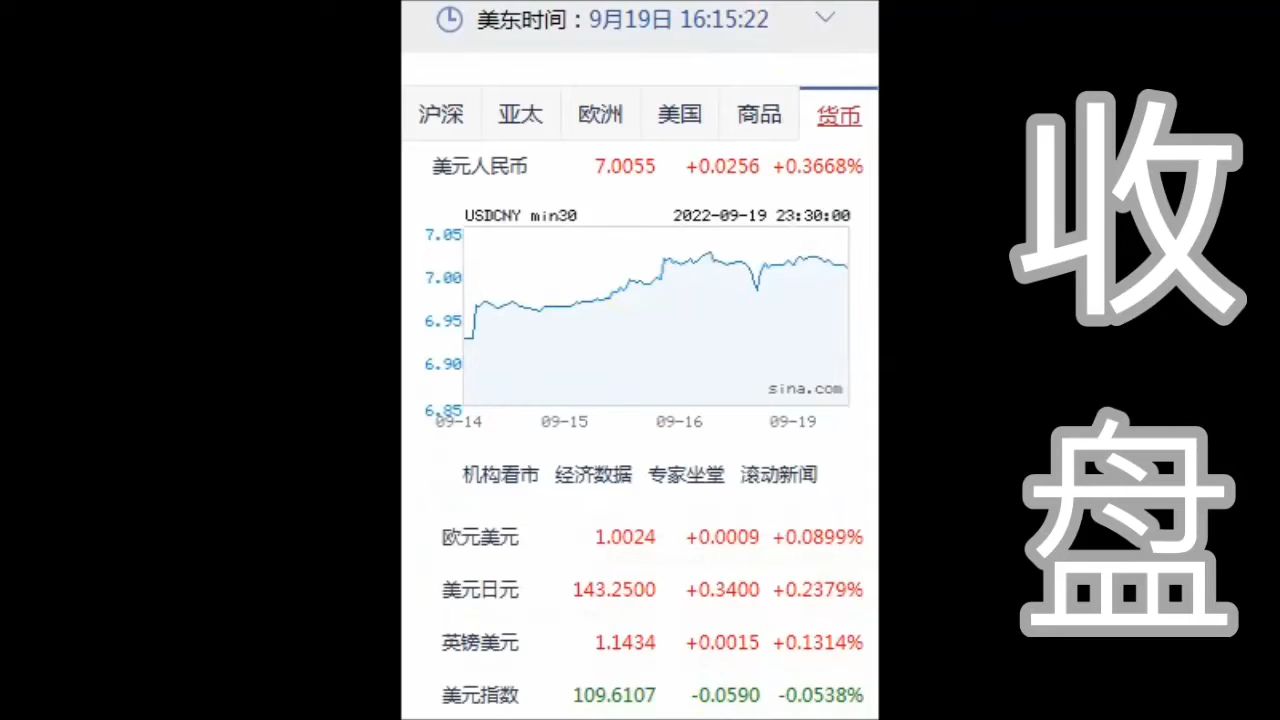 美东时间：9月19日 16:15:22
沪深 亚太 欧洲 美国 商品 货币
美元人民币 7.0055 +0.0256 +0.3668%
USDCNY min30 2022-09-19 23:30:00
7.05
7.00
6.95
6.90
6.85
sina.com
09-14 09-15 09-16 09-19
机构看市 经济数据 专家坐堂 滚动新闻
欧元美元 1.0024 +0.0009 +0.0899%
美元日元 143.2500 +0.3400 +0.2379%
英镑美元 1.1434 +0.0015 +0.1314%
美元指数 109.6107 -0.0590 -0.0538%
收
盘